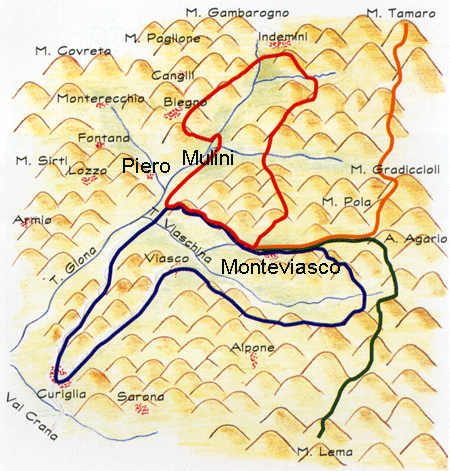 M. Gambarogno
M. Tamaro
M. Paglione
Indemini
M. Covreta
Cangili
Monterecchio
Biegno
Fontana
Mulini
M. Sirti
Lozzo
Piero
M. Gradiccioli
M. Pola
Armio
T. Viaschina
A. Agario
T. Giona
Viasco
Monteviasco
Alpone
Curiglia
Sarona
Val Crana
M. Lema